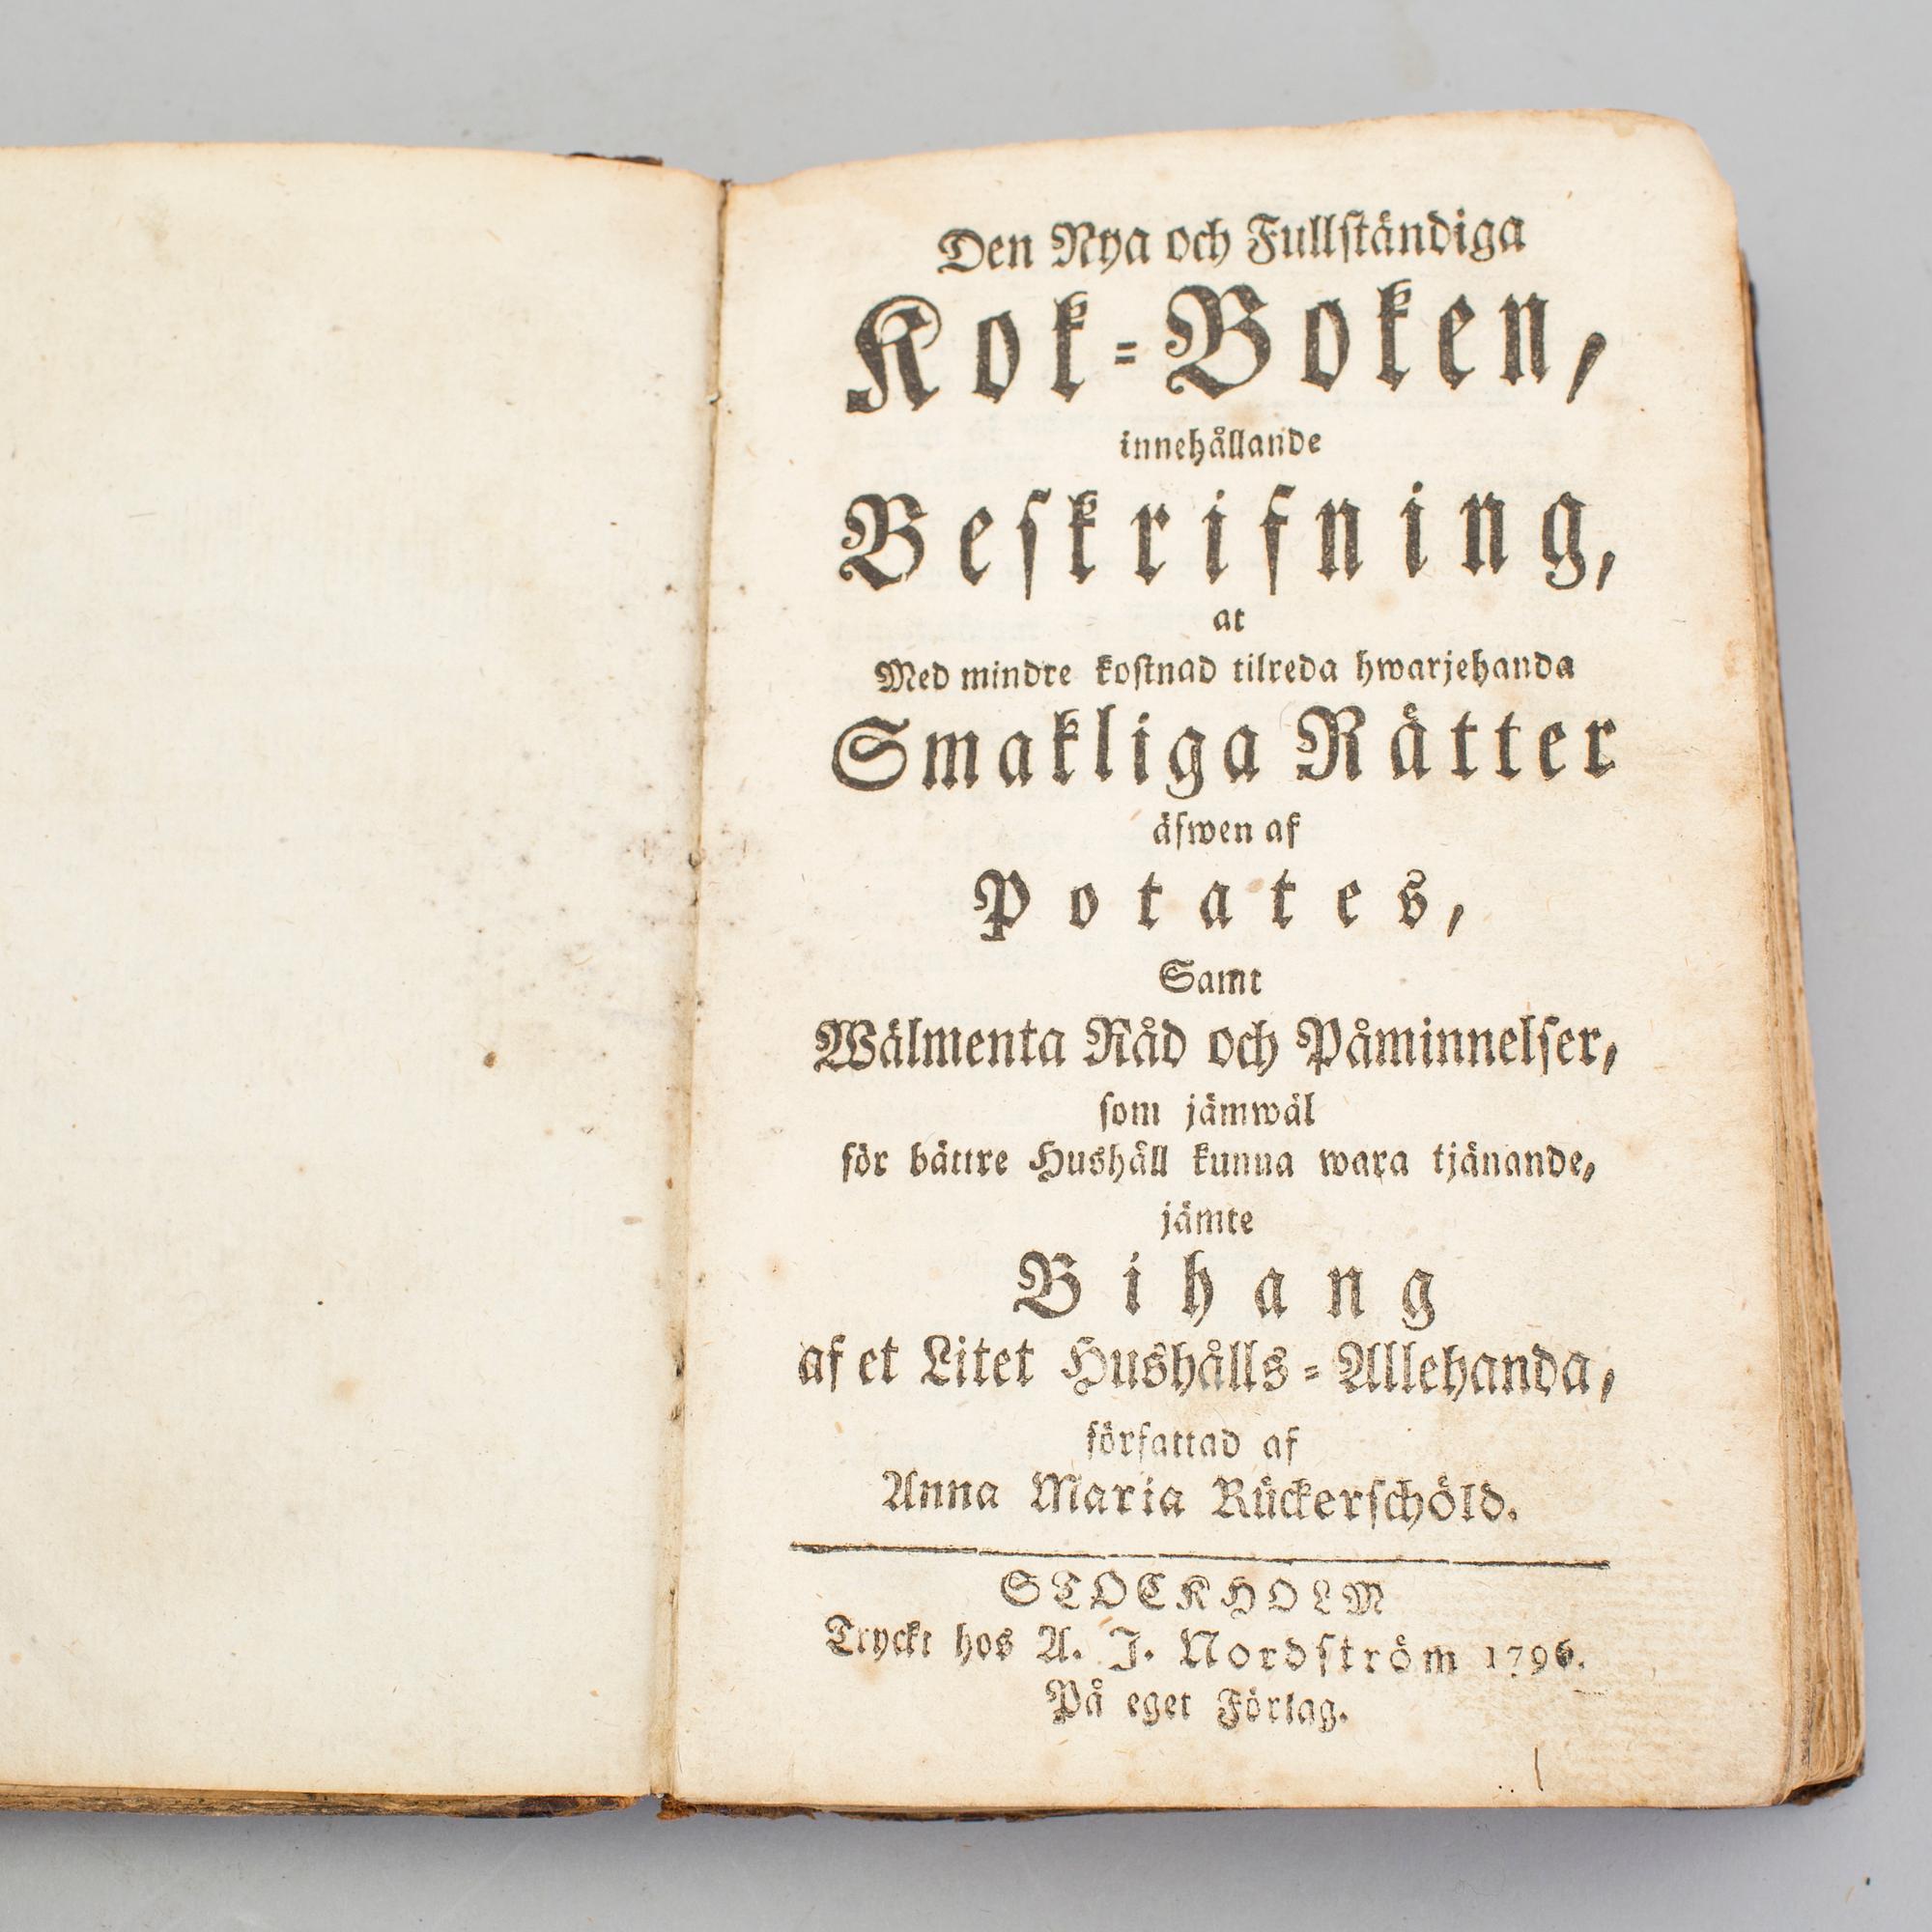 Den Nya och Fullständiga
Kok-Boken,
innehållande
Beskrifning,
at
Med mindre kostnad tilreda hwarjehanda
Smakliga Rätter
äfwen af
Potates,
Samt
Wälmenta Råd och Påminnelser,
som jämwäl
för bättre Hushåll kunna wara tjänande,
jämte
Bihang
af et Litet Hushålls-Allehanda,
författad af
Anna Maria Rückerschöld.
STOCKHOLM
Tryckt hos A. J. Nordström 1796.
På eget Förlag.